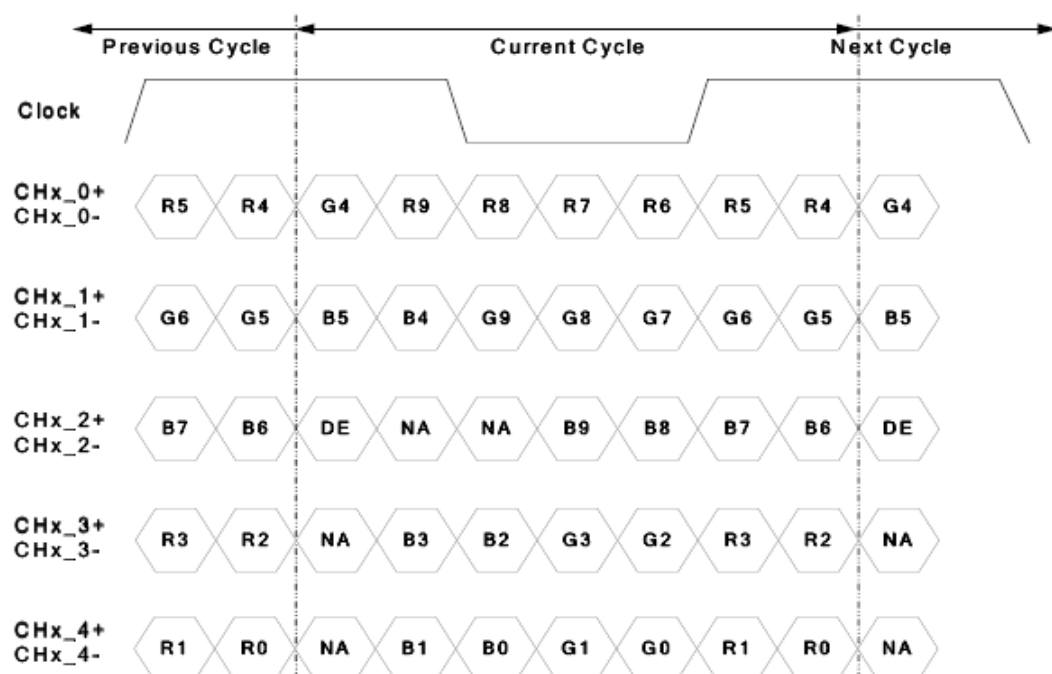 Previous Cycle Current Cycle Next Cycle
Clock
CHx_0+
CHx_0-
R5 R4 G4 R9 R8 R7 R6 R5 R4 G4
CHx_1+
CHx_1-
G6 G5 B5 B4 G9 G8 G7 G6 G5 B5
CHx_2+
CHx_2-
B7 B6 DE NA NA B9 B8 B7 B6 DE
CHx_3+
CHx_3-
R3 R2 NA B3 B2 G3 G2 R3 R2 NA
CHx_4+
CHx_4-
R1 R0 NA B1 B0 G1 G0 R1 R0 NA